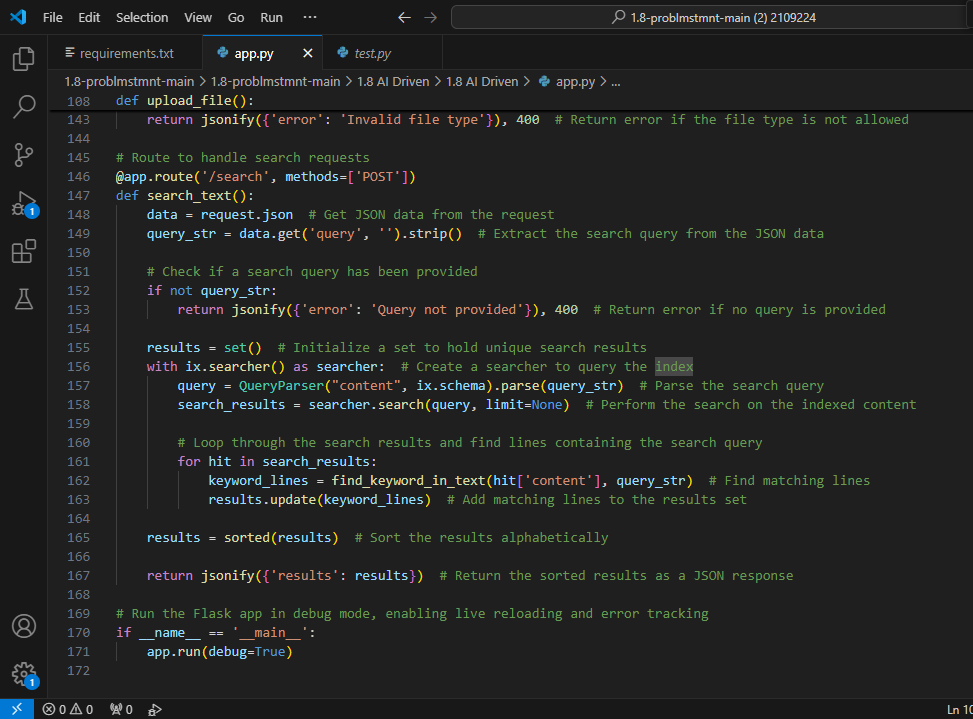 File Edit Selection View Go Run ··· ← → 1.8-problmstmnt-main (2) 2109224
requirements.txt app.py × test.py
1.8-problmstmnt-main > 1.8-problmstmnt-main > 1.8 AI Driven > 1.8 AI Driven > app.py > ...
108 def upload_file():
143 return jsonify({'error': 'Invalid file type'}), 400  # Return error if the file type is not allowed
144
145 # Route to handle search requests
146 @app.route('/search', methods=['POST'])
147 def search_text():
148     data = request.json  # Get JSON data from the request
149     query_str = data.get('query', '').strip()  # Extract the search query from the JSON data
150
151     # Check if a search query has been provided
152     if not query_str:
153         return jsonify({'error': 'Query not provided'}), 400  # Return error if no query is provided
154
155     results = set()  # Initialize a set to hold unique search results
156     with ix.searcher() as searcher:  # Create a searcher to query the index
157         query = QueryParser("content", ix.schema).parse(query_str)  # Parse the search query
158         search_results = searcher.search(query, limit=None)  # Perform the search on the indexed content
159
160         # Loop through the search results and find lines containing the search query
161         for hit in search_results:
162             keyword_lines = find_keyword_in_text(hit['content'], query_str)  # Find matching lines
163             results.update(keyword_lines)  # Add matching lines to the results set
164
165     results = sorted(results)  # Sort the results alphabetically
166
167     return jsonify({'results': results})  # Return the sorted results as a JSON response
168
169 # Run the Flask app in debug mode, enabling live reloading and error tracking
170 if __name__ == '__main__':
171     app.run(debug=True)
172
1
1
0 0 0 Ln 10